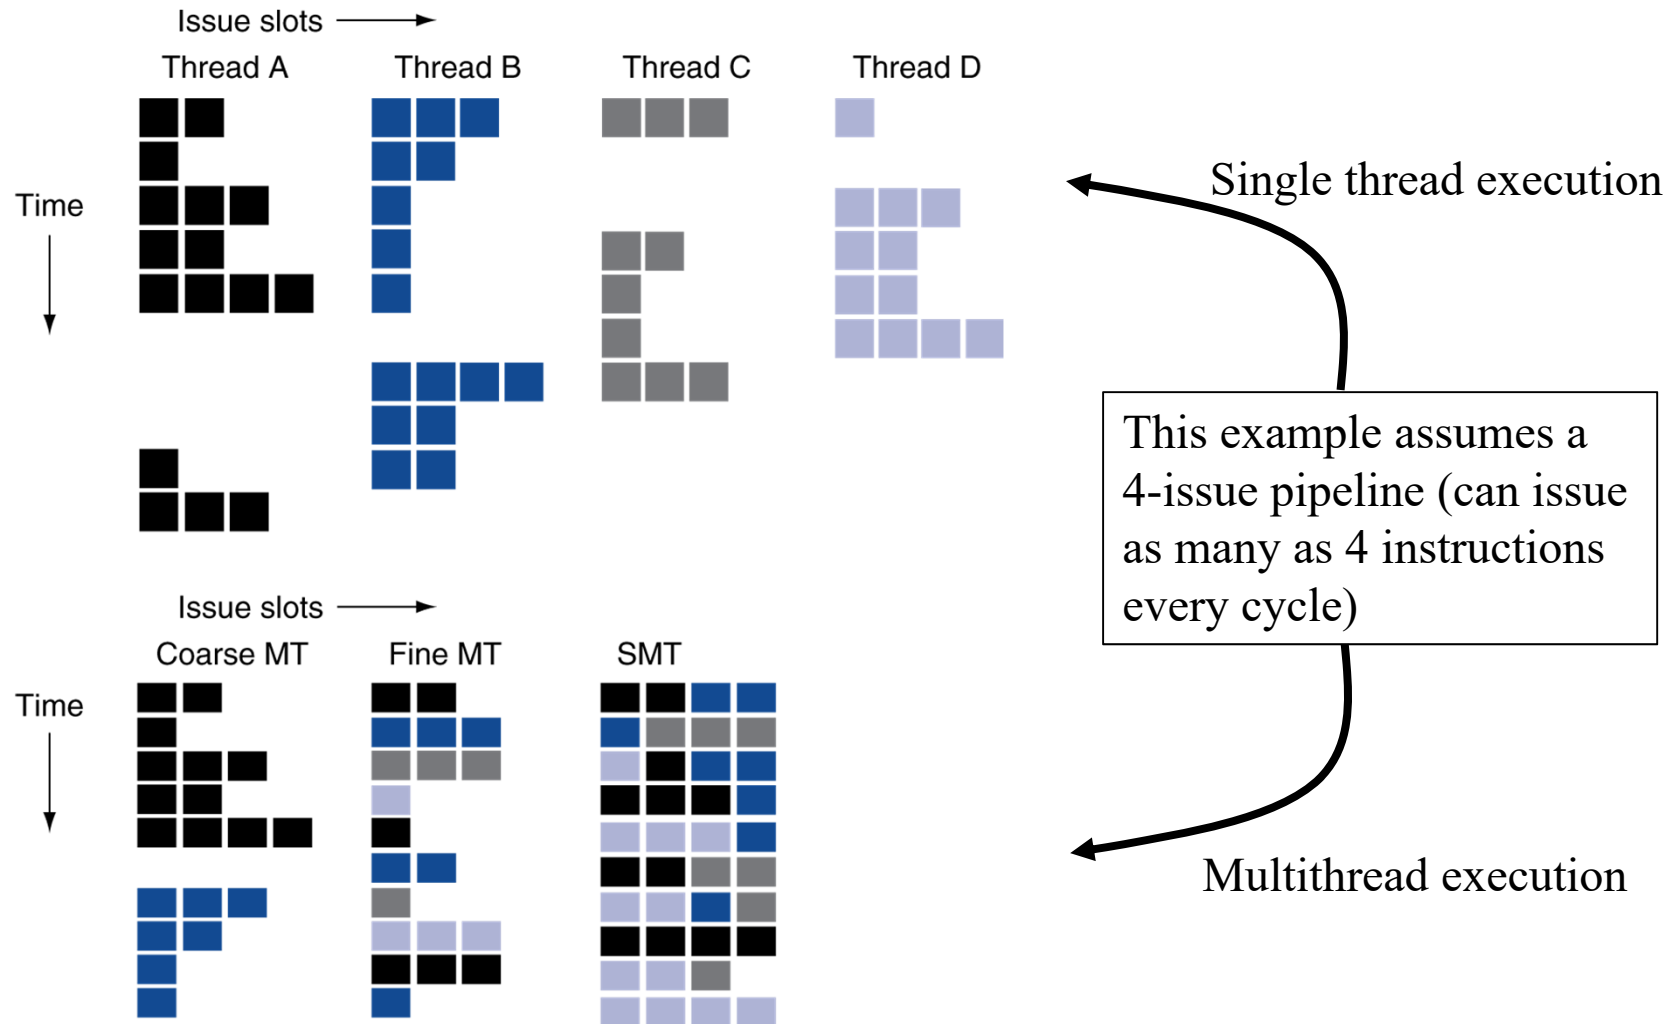 Issue slots
Thread A
Thread B
Thread C
Thread D
Time
Single thread execution
This example assumes a
4-issue pipeline (can issue
as many as 4 instructions
every cycle)
Issue slots
Coarse MT
Fine MT
SMT
Time
Multithread execution